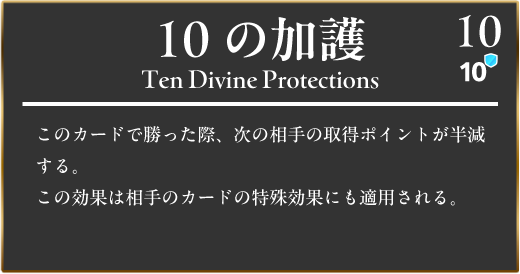 10 の加護
10
Ten Divine Protections
10
このカードで勝った際、次の相手の取得ポイントが半減
する。
この効果は相手のカードの特殊効果にも適用される。